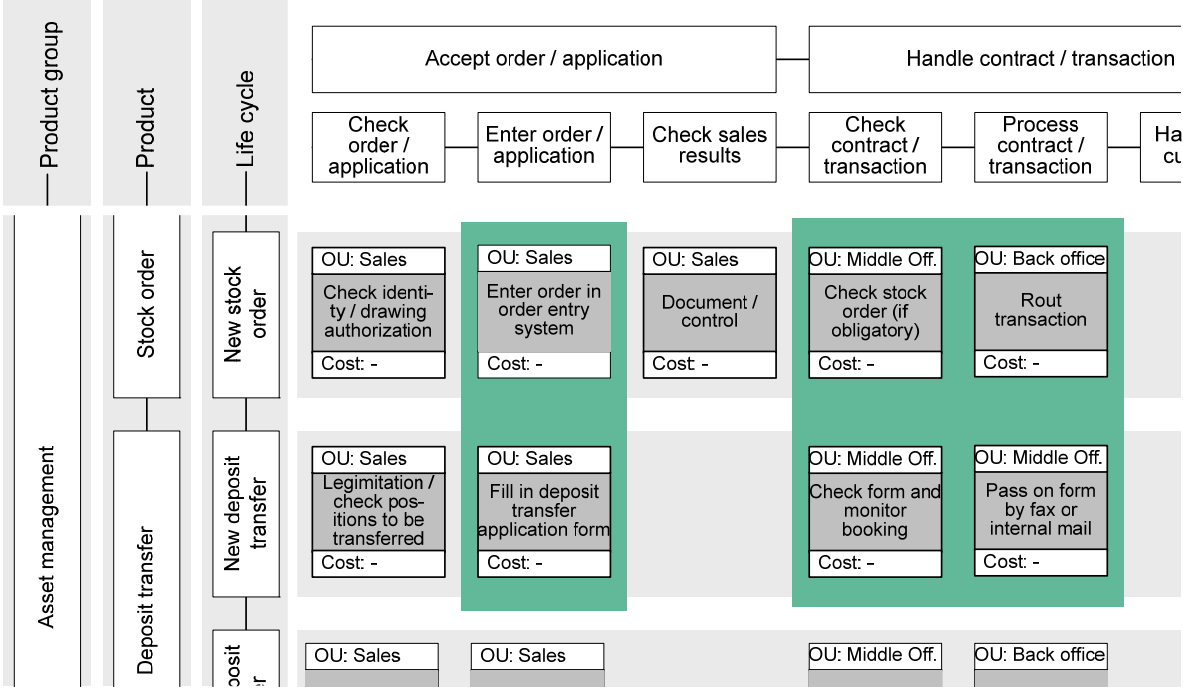 Product group
Product
Life cycle
Accept order / application
Handle contract / transaction
Check
order /
application
Enter order /
application
Check sales
results
Check
contract /
transaction
Process
contract /
transaction
Asset management
Stock order
New stock
order
OU: Sales
Check identi-
ty / drawing
authorization
Cost: -
OU: Sales
Enter order in
order entry
system
Cost: -
OU: Sales
Document /
control
Cost: -
OU: Middle Off.
Check stock
order (if
obligatory)
Cost: -
OU: Back office
Rout
transaction
Cost: -
Deposit transfer
New deposit
transfer
OU: Sales
Legimitation /
check pos-
itions to be
transferred
Cost: -
OU: Sales
Fill in deposit
transfer
application form
Cost: -
OU: Middle Off.
Check form and
monitor
booking
Cost: -
OU: Middle Off.
Pass on form
by fax or
internal mail
Cost: -
OU: Sales
OU: Sales
OU: Middle Off.
OU: Back office